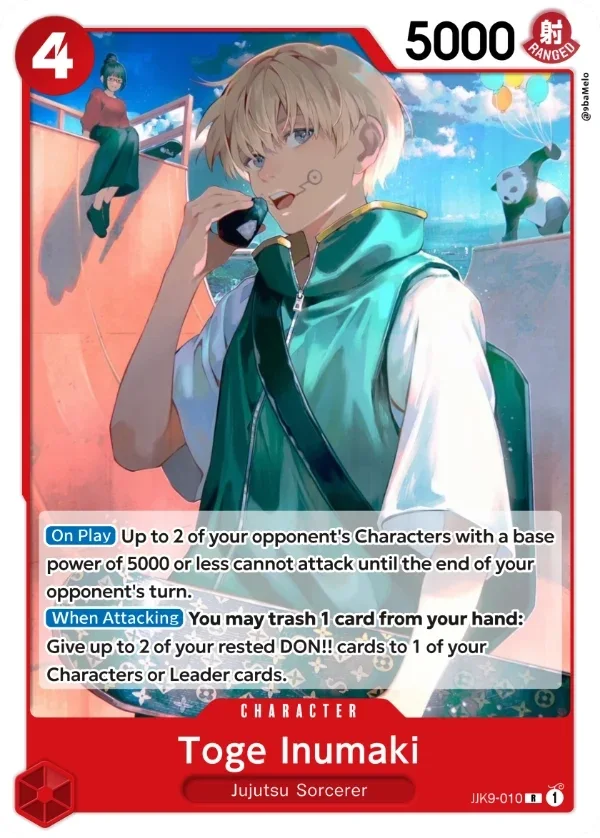 4
5000
射
RANGED
@9baMelo
On Play Up to 2 of your opponent's Characters with a base
power of 5000 or less cannot attack until the end of your
opponent's turn.
When Attacking You may trash 1 card from your hand:
Give up to 2 of your rested DON!! cards to 1 of your
Characters or Leader cards.
CHARACTER
Toge Inumaki
Jujutsu Sorcerer
JJK9-010 R 1